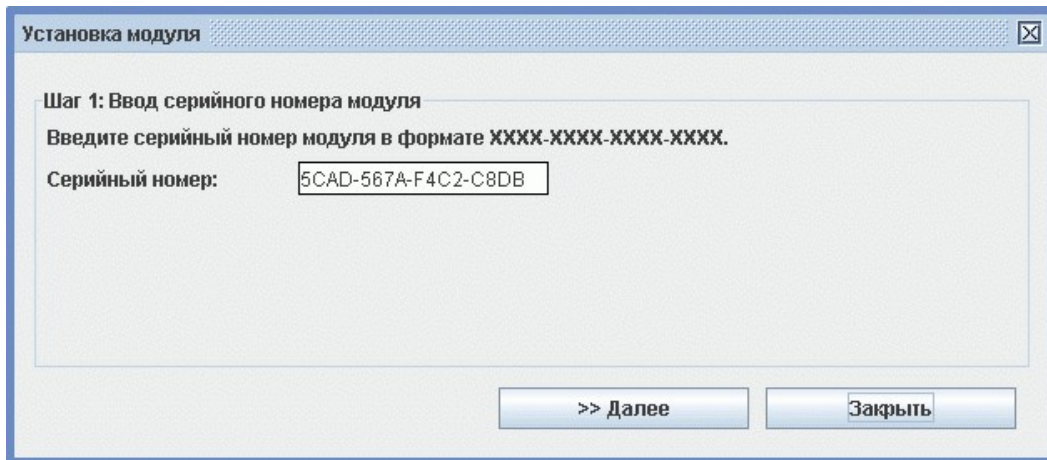 Установка модуля
Шаг 1: Ввод серийного номера модуля
Введите серийный номер модуля в формате XXXX-XXXX-XXXX-XXXX.
Серийный номер: 5CAD-567A-F4C2-C8DB
>> Далее Закрыть